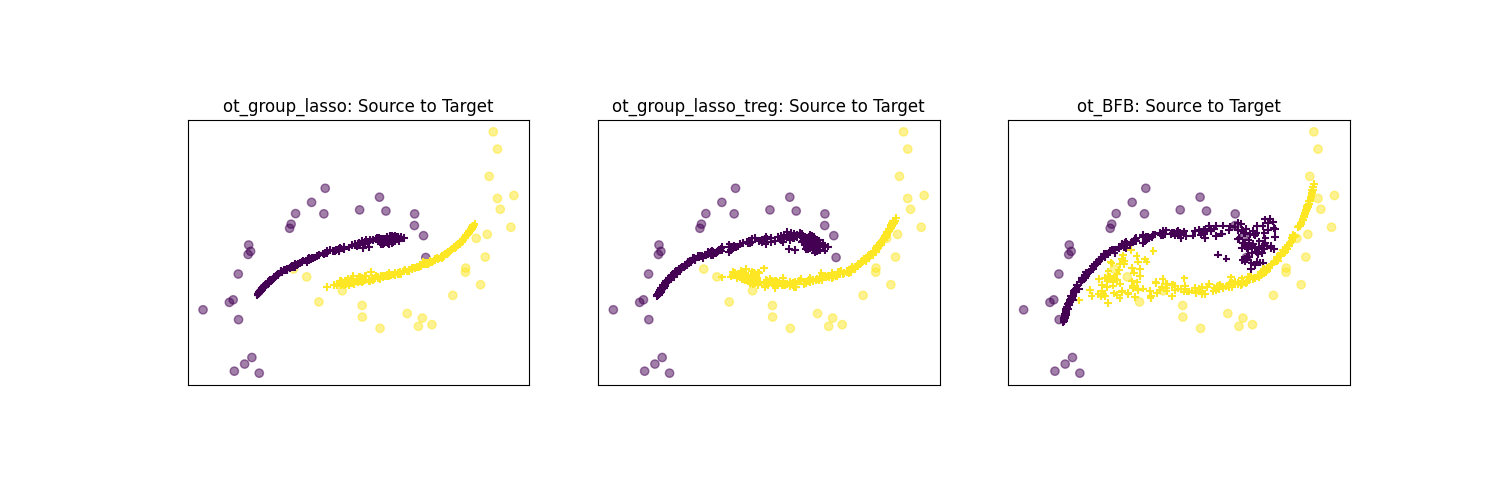 ot_group_lasso: Source to Target
ot_group_lasso_treg: Source to Target
ot_BFB: Source to Target